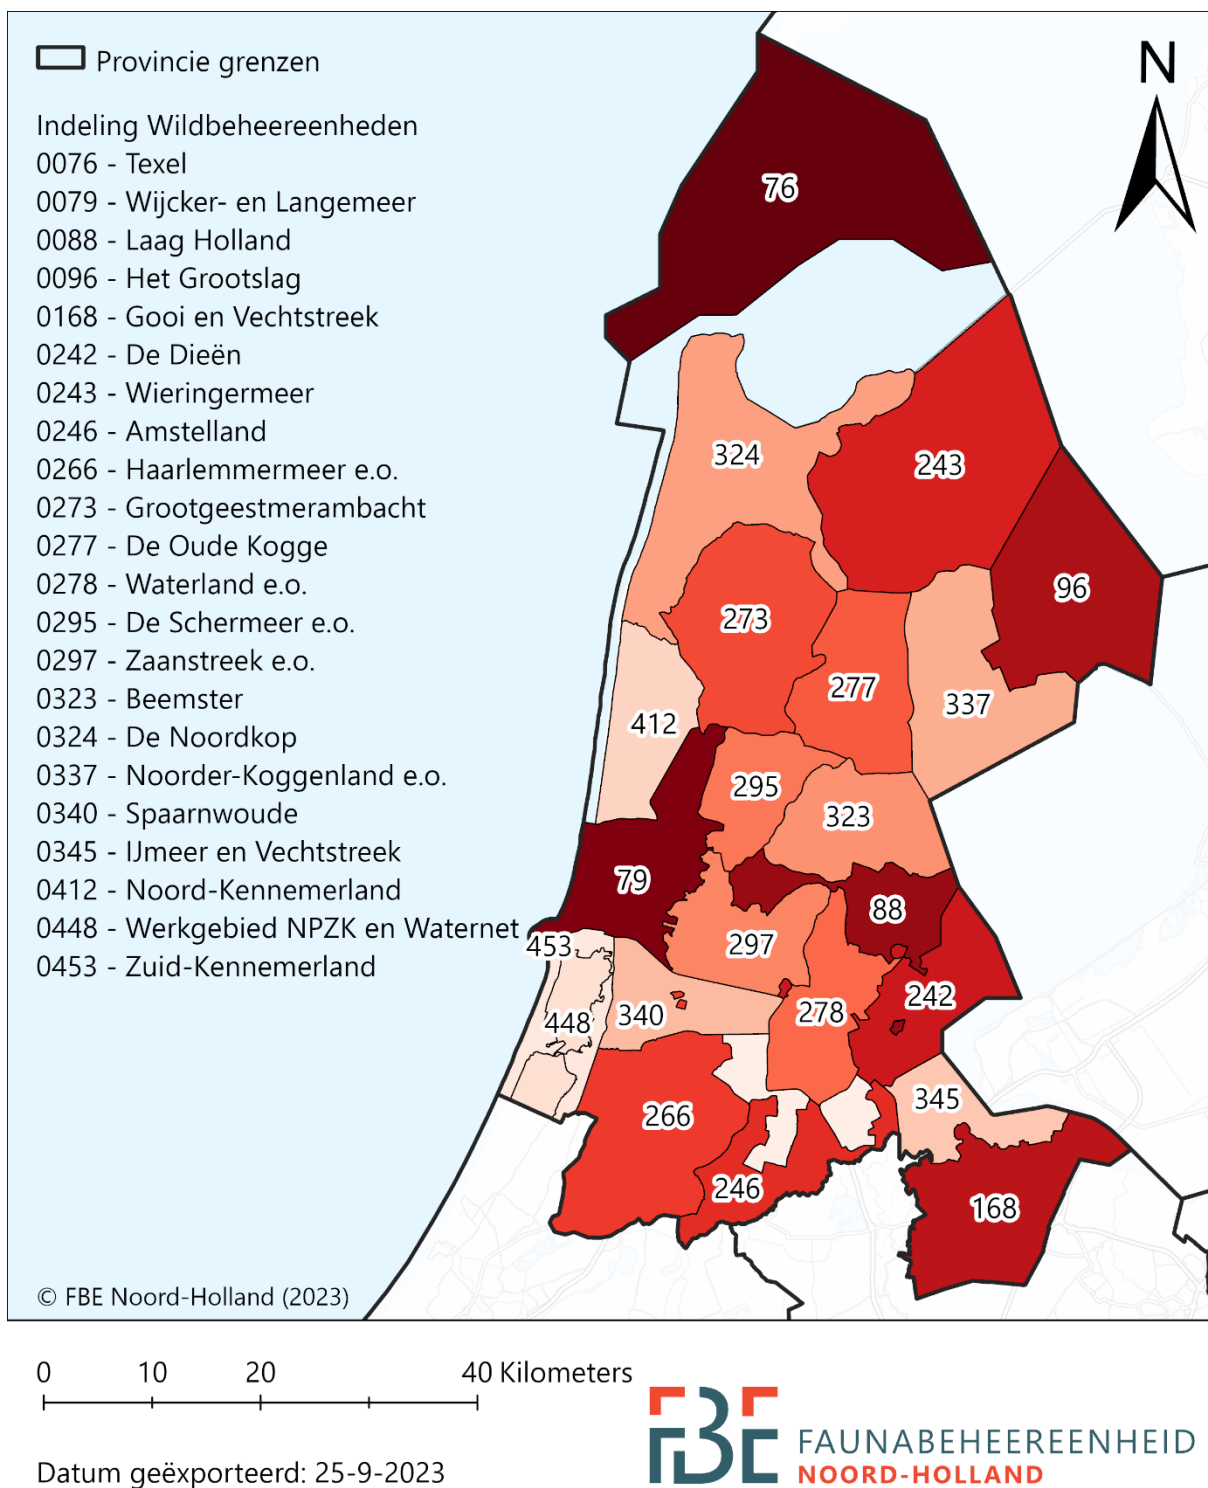 Provincie grenzen
Indeling Wildbeheereenheden
0076 - Texel
0079 - Wijcker- en Langemeer
0088 - Laag Holland
0096 - Het Grootslag
0168 - Gooi en Vechtstreek
0242 - De Dieën
0243 - Wieringermeer
0246 - Amstelland
0266 - Haarlemmermeer e.o.
0273 - Grootgeestmerambacht
0277 - De Oude Kogge
0278 - Waterland e.o.
0295 - De Schermeer e.o.
0297 - Zaanstreek e.o.
0323 - Beemster
0324 - De Noordkop
0337 - Noorder-Koggenland e.o.
0340 - Spaarnwoude
0345 - IJmeer en Vechtstreek
0412 - Noord-Kennemerland
0448 - Werkgebied NPZK en Waternet
0453 - Zuid-Kennemerland
N
76
324
243
96
273
277
337
412
295
323
79
88
453
297
242
448
340
278
345
266
246
168
© FBE Noord-Holland (2023)
0 10 20 40 Kilometers
Datum geëxporteerd: 25-9-2023
FBE
FAUNABEHEEREENHEID
NOORD-HOLLAND